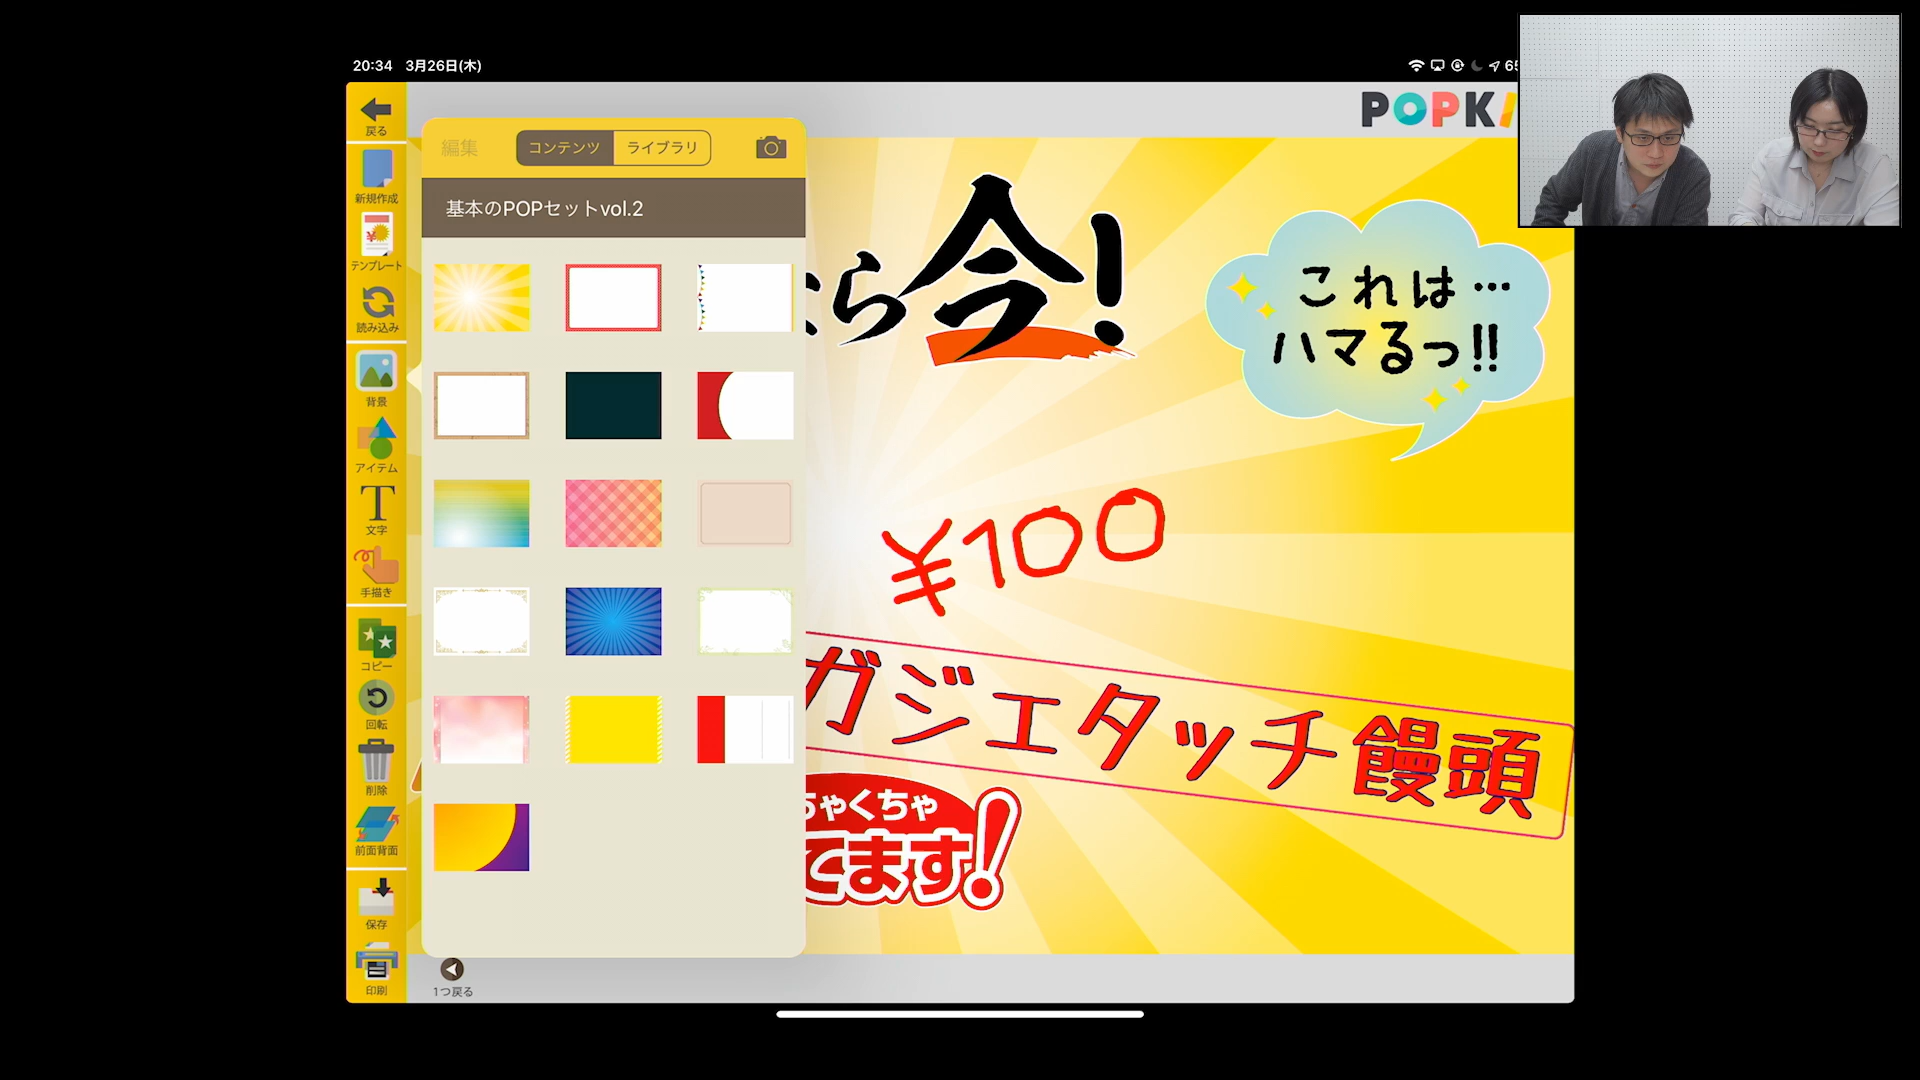 20:34 3月26日(木)
65
戻る
POPK
編集
コンテンツ
ライブラリ
新規作成
基本のPOPセットvol.2
テンプレート
読み込み
背景
アイテム
文字
手描き
コピー
回転
削除
前面背面
保存
印刷
1つ戻る
ら今!
これは…
ハマるっ!!
¥100
ガジェタッチ饅頭
ちゃくちゃ
てます!